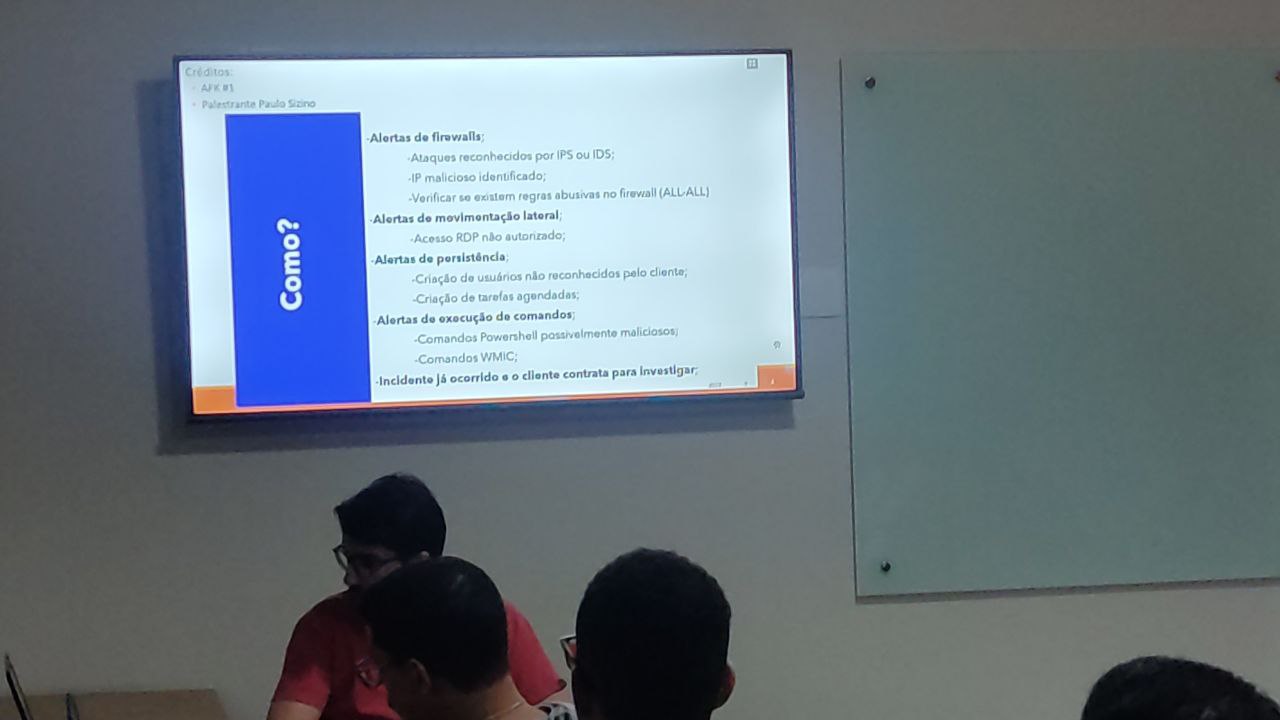 Créditos:
- AFK #1
- Palestrante Paulo Sizino
Como?
-Alertas de firewalls;
-Ataques reconhecidos por IPS ou IDS;
-IP malicioso identificado;
-Verificar se existem regras abusivas no firewall (ALL-ALL)
-Alertas de movimentação lateral;
-Acesso RDP não autorizado;
-Alertas de persistência;
-Criação de usuários não reconhecidos pelo cliente;
-Criação de tarefas agendadas;
-Alertas de execução de comandos;
-Comandos Powershell possivelmente maliciosos;
-Comandos WMIC;
-Incidente já ocorrido e o cliente contrata para investigar;